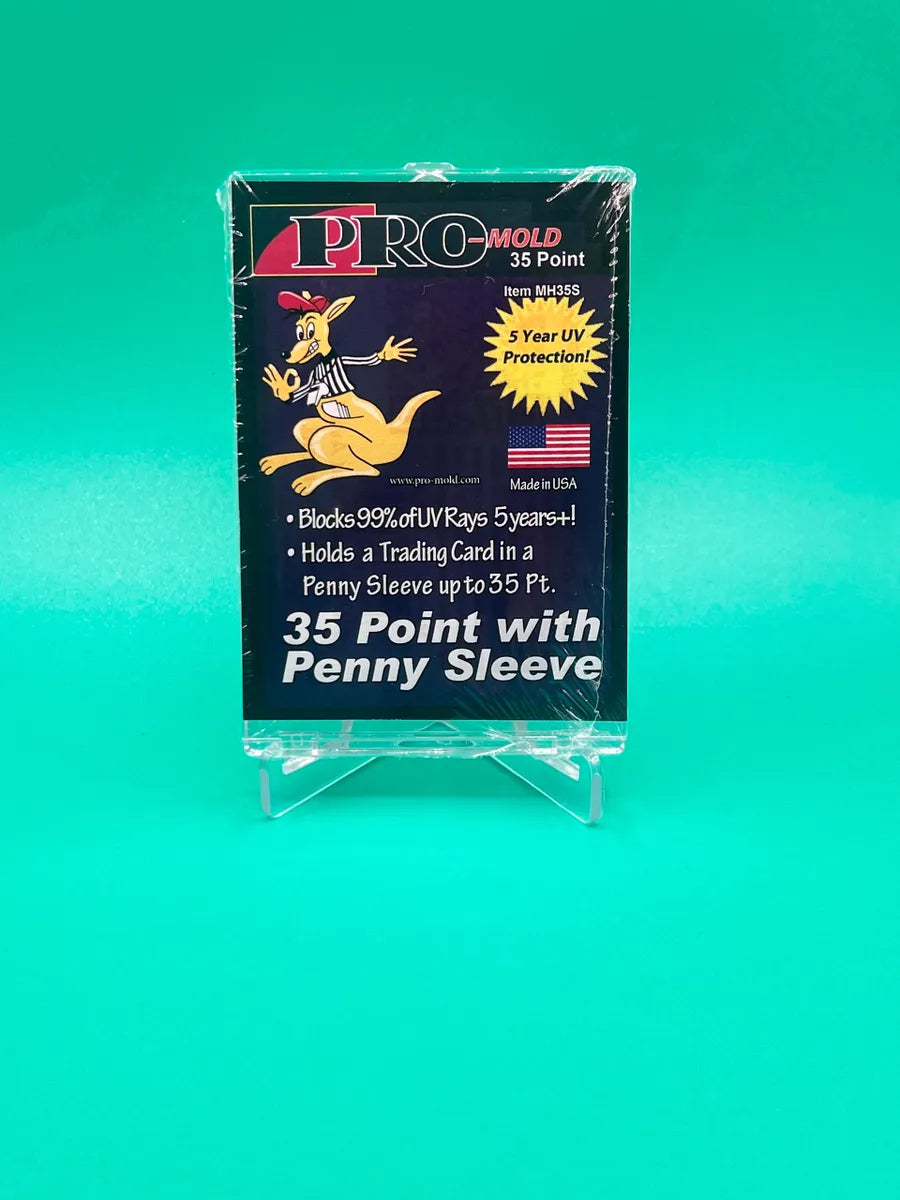 PRO-MOLD
35 Point
Item MH35S
5 Year UV
Protection!
www.pro-mold.com
Made in USA
• Blocks 99% of UV Rays 5 years+!
• Holds a Trading Card in a
Penny Sleeve up to 35 Pt.
35 Point with
Penny Sleeve